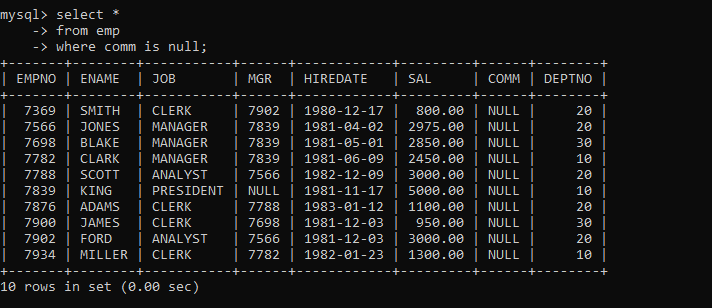 mysql> select *
    -> from emp
    -> where comm is null;
+-------+--------+-----------+------+------------+---------+------+--------+
| EMPNO | ENAME  | JOB       | MGR  | HIREDATE   | SAL     | COMM | DEPTNO |
+-------+--------+-----------+------+------------+---------+------+--------+
|  7369 | SMITH  | CLERK     | 7902 | 1980-12-17 |  800.00 | NULL |     20 |
|  7566 | JONES  | MANAGER   | 7839 | 1981-04-02 | 2975.00 | NULL |     20 |
|  7698 | BLAKE  | MANAGER   | 7839 | 1981-05-01 | 2850.00 | NULL |     30 |
|  7782 | CLARK  | MANAGER   | 7839 | 1981-06-09 | 2450.00 | NULL |     10 |
|  7788 | SCOTT  | ANALYST   | 7566 | 1982-12-09 | 3000.00 | NULL |     20 |
|  7839 | KING   | PRESIDENT | NULL | 1981-11-17 | 5000.00 | NULL |     10 |
|  7876 | ADAMS  | CLERK     | 7788 | 1983-01-12 | 1100.00 | NULL |     20 |
|  7900 | JAMES  | CLERK     | 7698 | 1981-12-03 |  950.00 | NULL |     30 |
|  7902 | FORD   | ANALYST   | 7566 | 1981-12-03 | 3000.00 | NULL |     20 |
|  7934 | MILLER | CLERK     | 7782 | 1982-01-23 | 1300.00 | NULL |     10 |
+-------+--------+-----------+------+------------+---------+------+--------+
10 rows in set (0.00 sec)